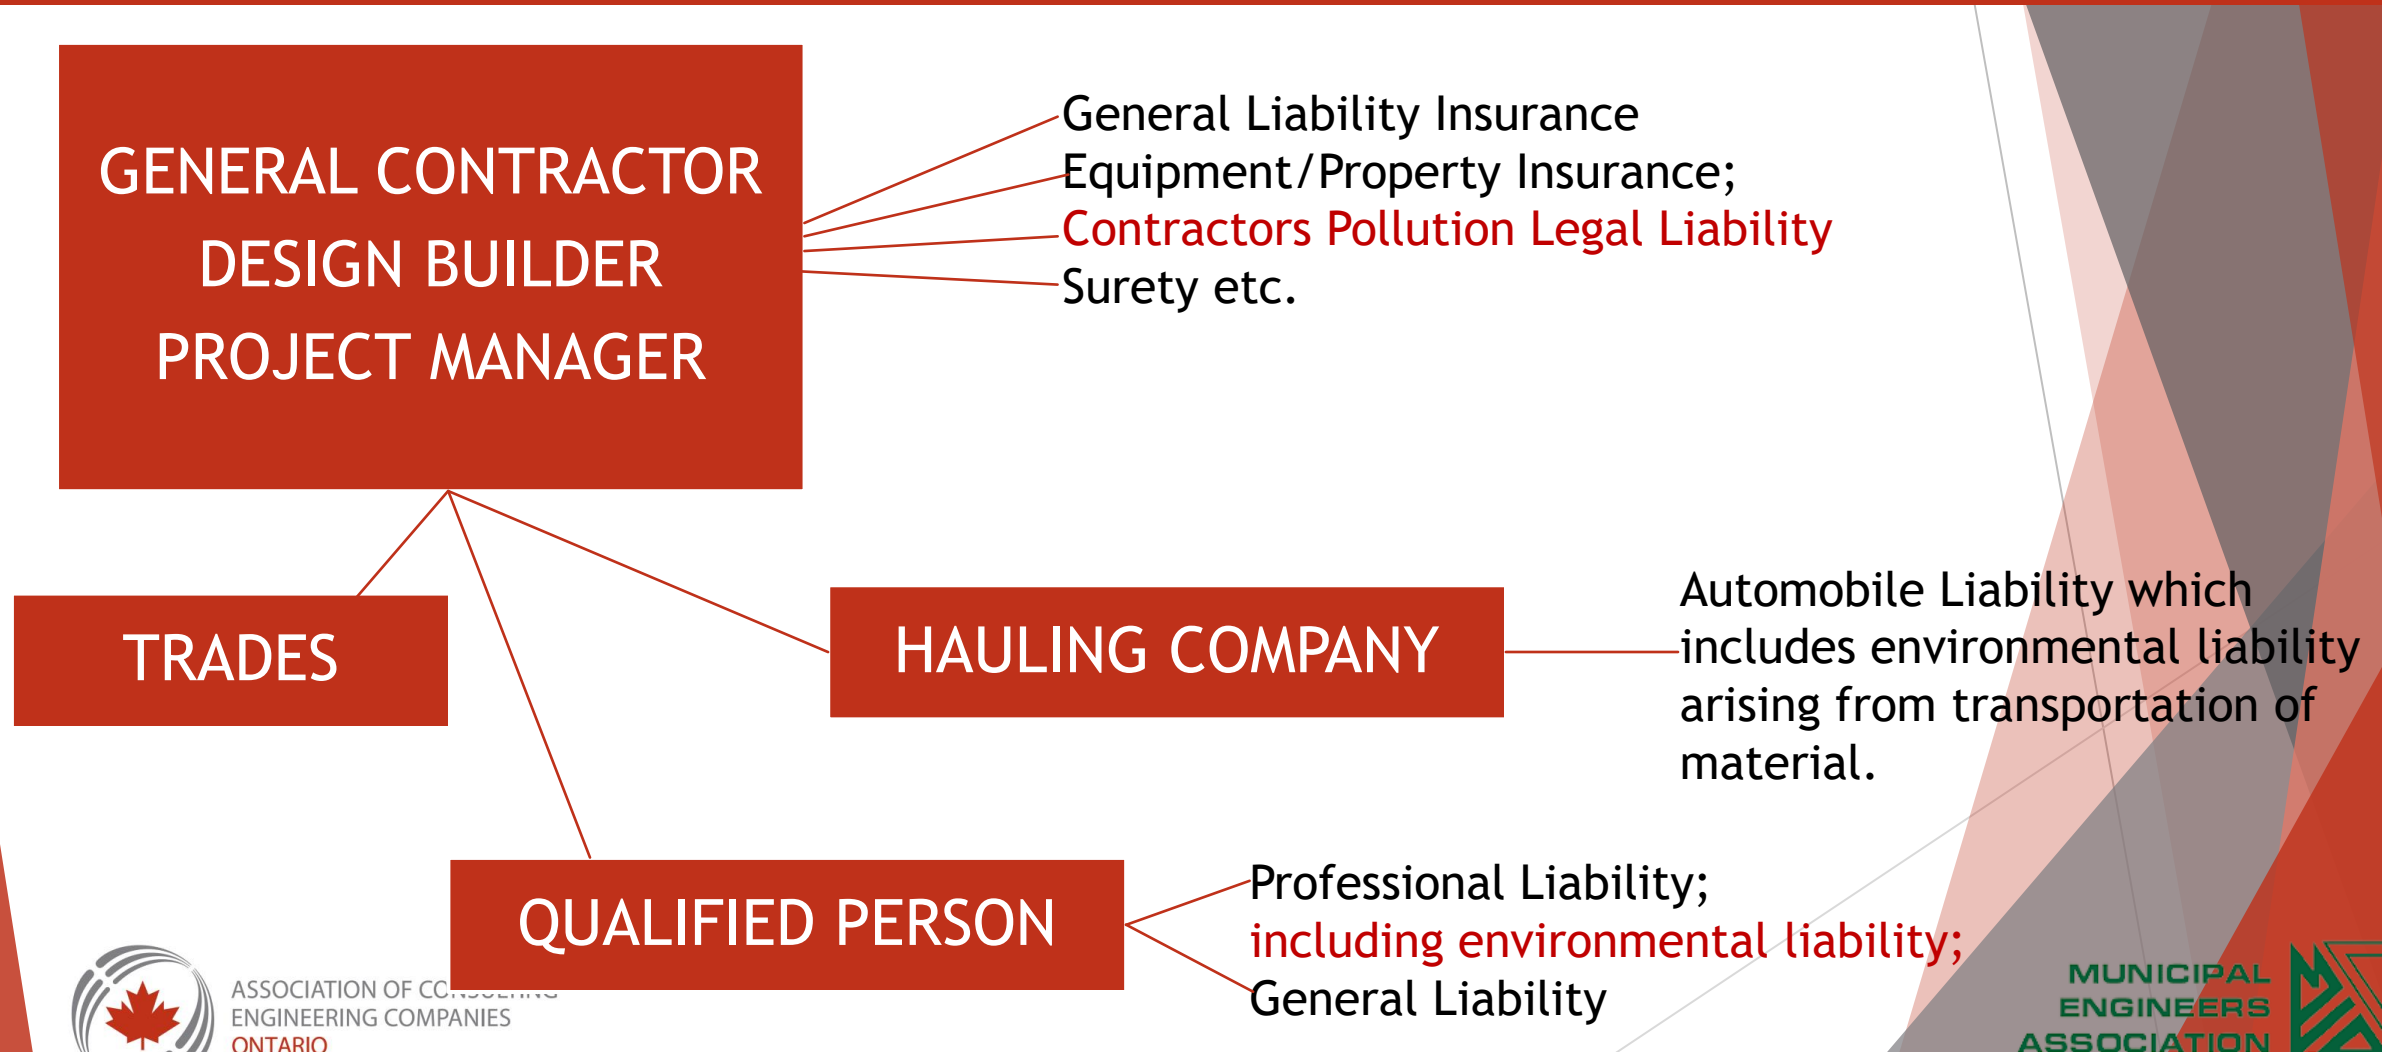 GENERAL CONTRACTOR
DESIGN BUILDER
PROJECT MANAGER
General Liability Insurance
Equipment/Property Insurance;
Contractors Pollution Legal Liability
Surety etc.
TRADES
HAULING COMPANY
Automobile Liability which
includes environmental liability
arising from transportation of
material.
QUALIFIED PERSON
Professional Liability;
including environmental liability;
General Liability
ASSOCIATION OF CONSULTING
ENGINEERING COMPANIES
ONTARIO
MUNICIPAL
ENGINEERS
ASSOCIATION